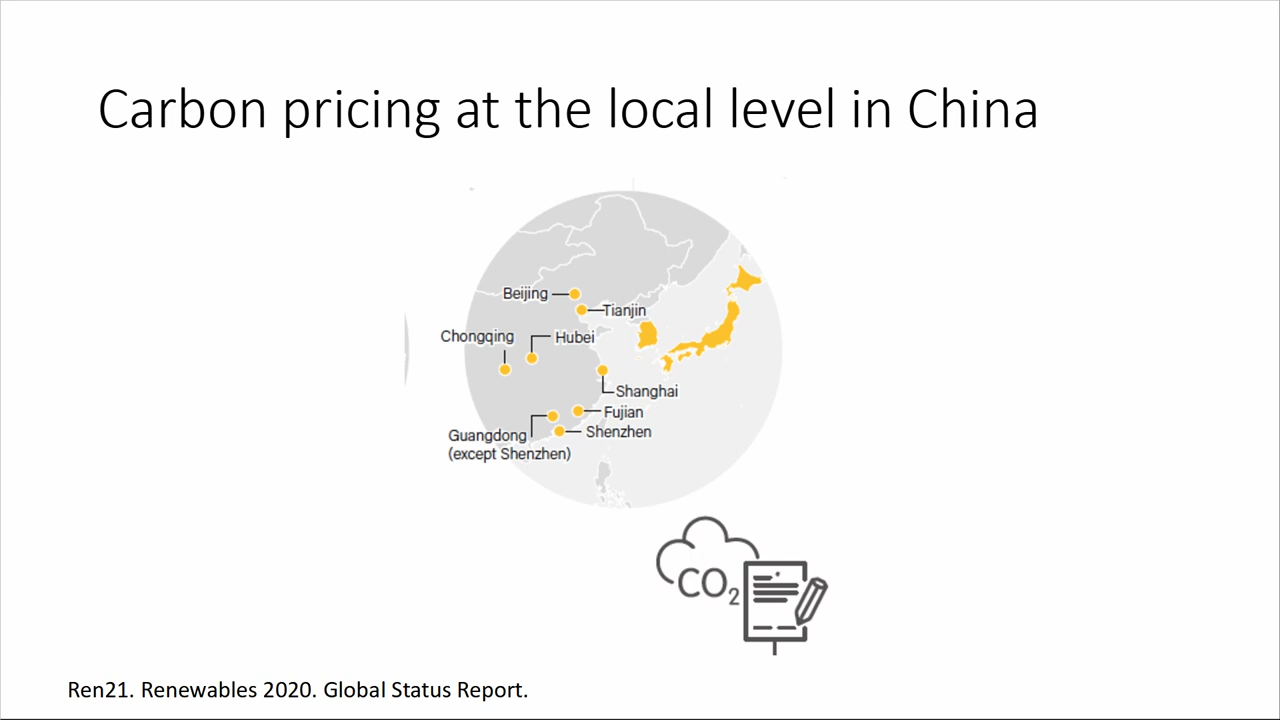 Carbon pricing at the local level in China
Beijing
Tianjin
Chongqing
Hubei
Shanghai
Fujian
Shenzhen
Guangdong
(except Shenzhen)
CO₂
Ren21. Renewables 2020. Global Status Report.